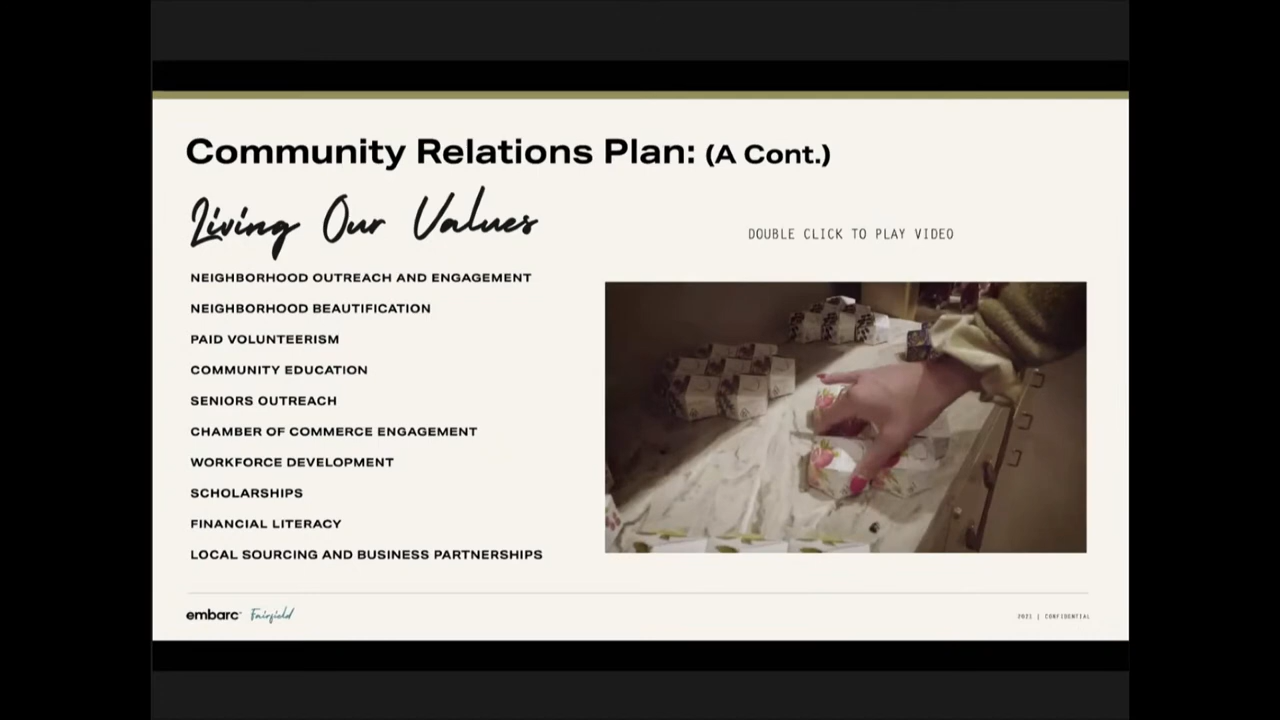 Community Relations Plan: (A Cont.)
Living Our Values
DOUBLE CLICK TO PLAY VIDEO
NEIGHBORHOOD OUTREACH AND ENGAGEMENT
NEIGHBORHOOD BEAUTIFICATION
PAID VOLUNTEERISM
COMMUNITY EDUCATION
SENIORS OUTREACH
CHAMBER OF COMMERCE ENGAGEMENT
WORKFORCE DEVELOPMENT
SCHOLARSHIPS
FINANCIAL LITERACY
LOCAL SOURCING AND BUSINESS PARTNERSHIPS
embarc Fairfield
2021 | CONFIDENTIAL